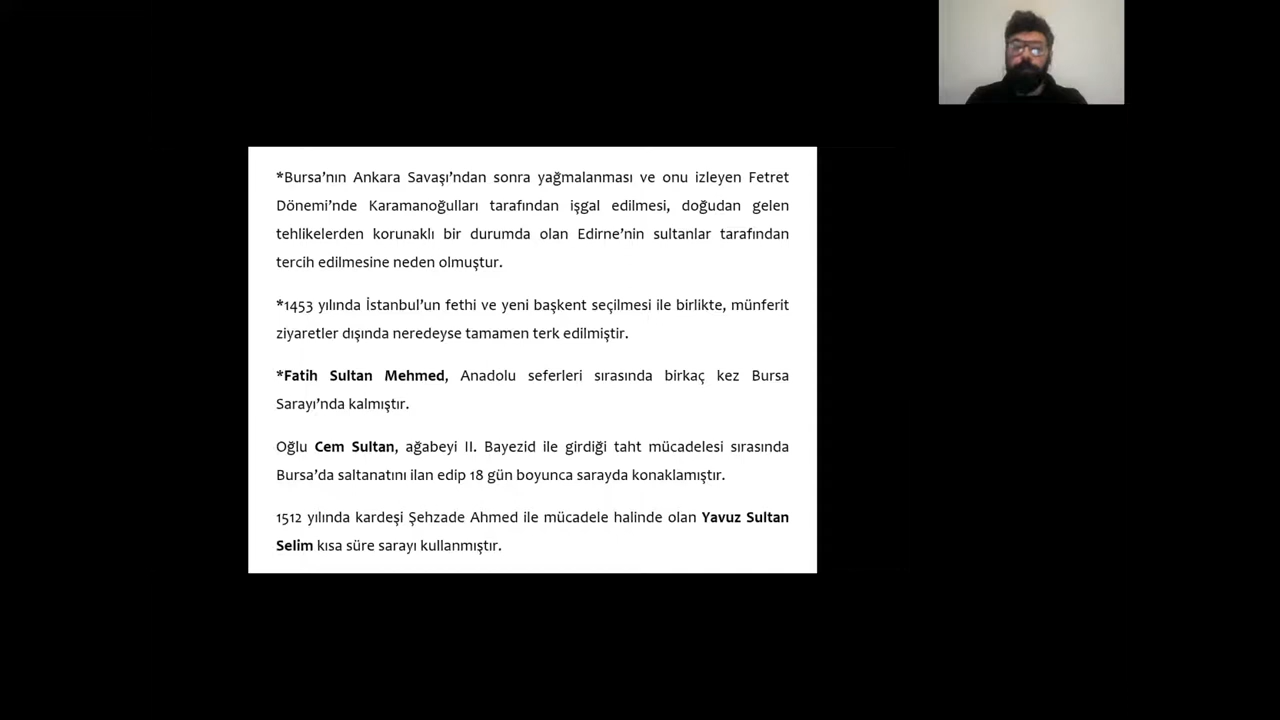 *Bursa’nın Ankara Savaşı’ndan sonra yağmalanması ve onu izleyen Fetret
Dönemi’nde Karamanoğulları tarafından işgal edilmesi, doğudan gelen
tehlikelerden korunaklı bir durumda olan Edirne’nin sultanlar tarafından
tercih edilmesine neden olmuştur.
*1453 yılında İstanbul’un fethi ve yeni başkent seçilmesi ile birlikte, münferit
ziyaretler dışında neredeyse tamamen terk edilmiştir.
*Fatih Sultan Mehmed, Anadolu seferleri sırasında birkaç kez Bursa
Sarayı’nda kalmıştır.
Oğlu Cem Sultan, ağabeyi II. Bayezid ile girdiği taht mücadelesi sırasında
Bursa’da saltanatını ilan edip 18 gün boyunca sarayda konaklamıştır.
1512 yılında kardeşi Şehzade Ahmed ile mücadele halinde olan Yavuz Sultan
Selim kısa süre sarayı kullanmıştır.